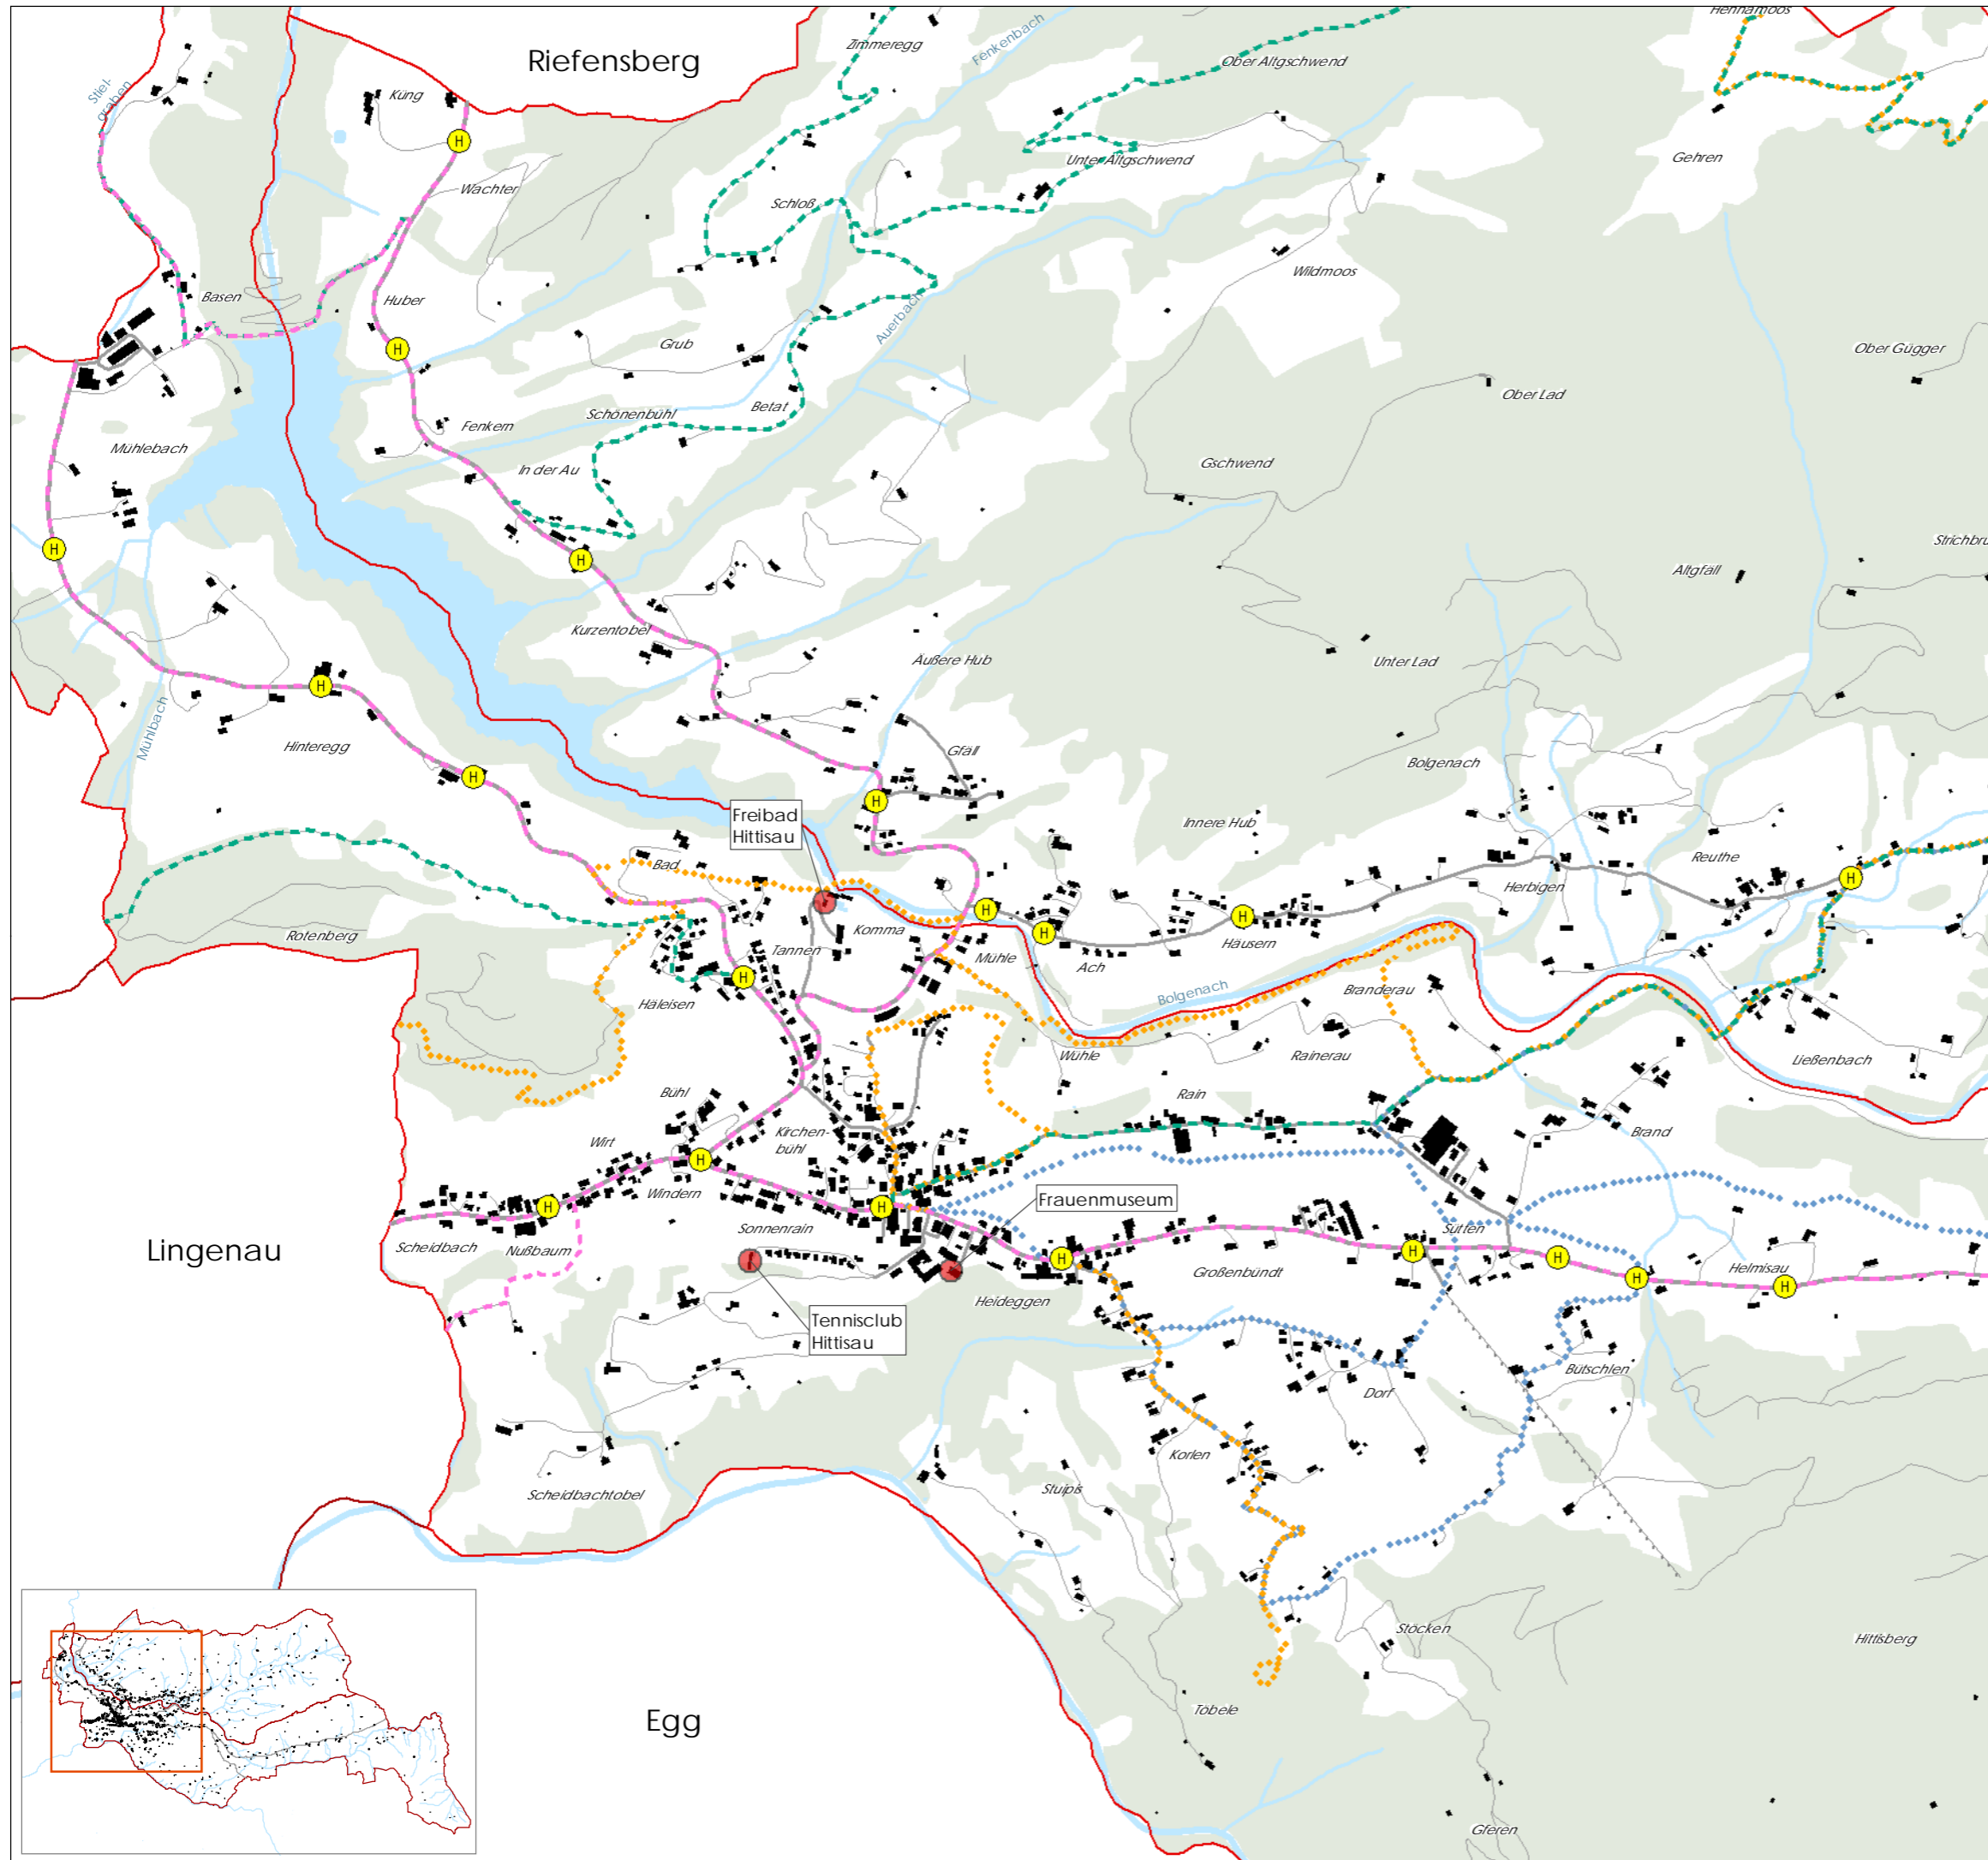 Hennamoos
Zimmeregg
Fenkenbach
Riefensberg
Ober Altgschwend
Stiel-
graben
Küng
H
Unter Altgschwend
Gehren
Wachter
Schloß
Wildmoos
Basen
Huber
Auerbach
Grub
H
Ober Gügger
Ober Lad
Betat
Schönenbühl
Fenkern
Mühlebach
In der Au
Gschwend
H
H
Altgfall
Kurzentobel
Äußere Hub
Unter Lad
H
Mühlbach
Hinteregg
Gfäll
Bolgenach
H
H
Freibad
Hittisau
Innere Hub
Bad
Reuthe
H
Herbigen
H
H
H
Rotenberg
Komma
Häusern
Tannen
Mühle
Ach
H
Bolgenach
Branderau
Häleisen
Wühle
Rainerau
Ließenbach
Bühl
Rain
Kirchen-
bühl
Wirt
Brand
H
Windern
Frauenmuseum
H
H
Sonnenrain
Sütten
Lingenau
Scheidbach
Nußbaum
H
H
H
Großenbündt
Helmisau
H
H
Heideggen
Tennisclub
Hittisau
Bütschlen
Dorf
Korlen
Stuipis
Scheidbachtobel
Stöcken
Hittisberg
Töbele
Egg
Gferen